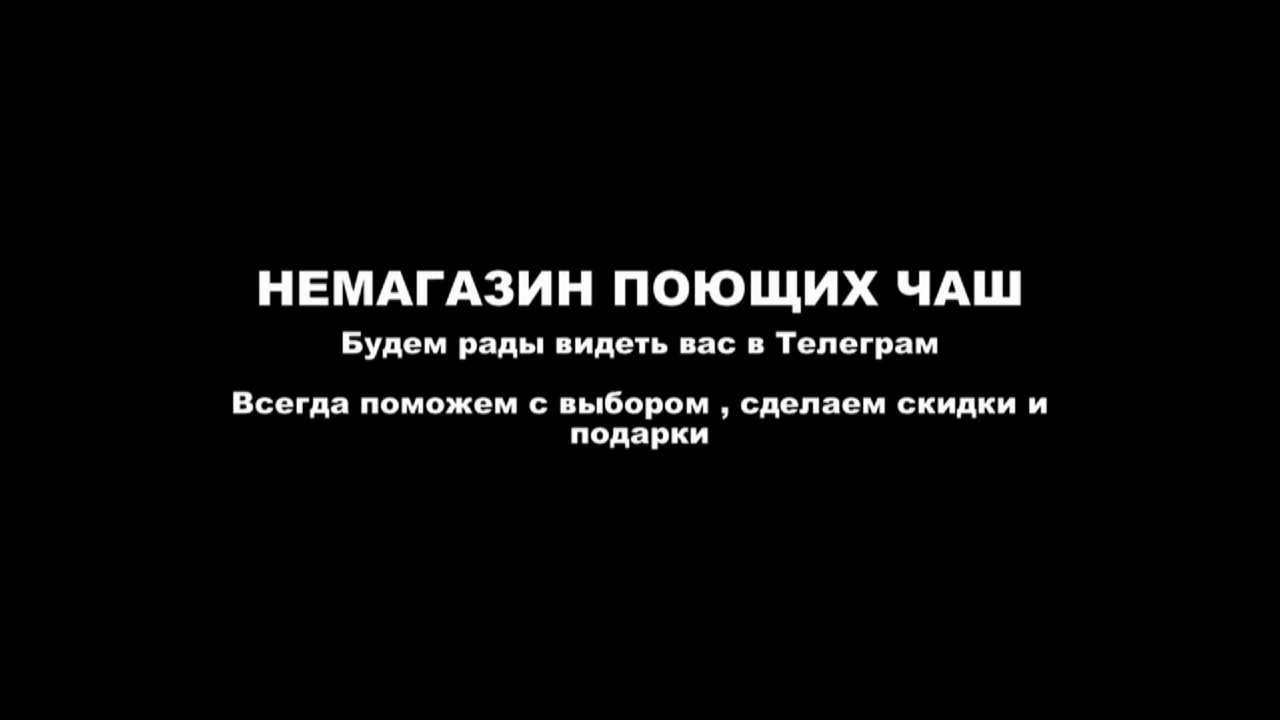 НЕМАГАЗИН ПОЮЩИХ ЧАШ
Будем рады видеть вас в Телеграм
Всегда поможем с выбором , сделаем скидки и
подарки